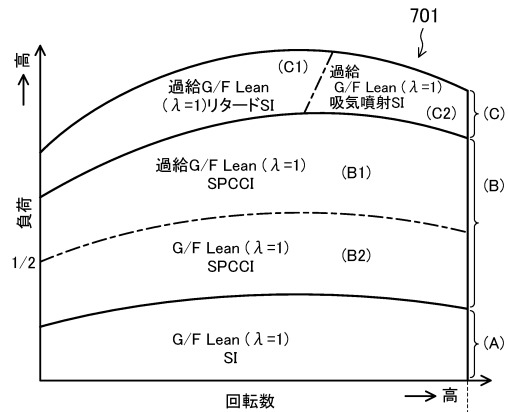 701
高
(C1)
過給G/F Lean
(λ=1)リタードSI
過給
G/F Lean (λ=1)
吸気噴射SI
(C2)
(C)
過給G/F Lean (λ=1)
SPCCI
(B1)
(B)
負荷
1/2
G/F Lean (λ=1)
SPCCI
(B2)
G/F Lean (λ=1)
SI
(A)
回転数
高